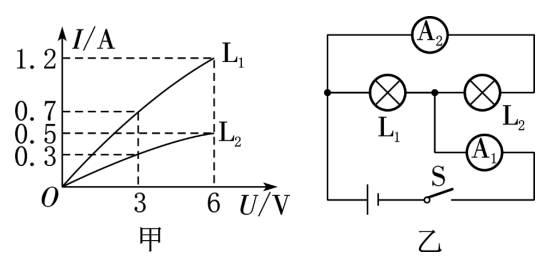 I/A
1.2
L₁
0.7
0.5
L₂
0.3
O
3
6
U/V
甲
A₂
L₁
L₂
A₁
S
乙